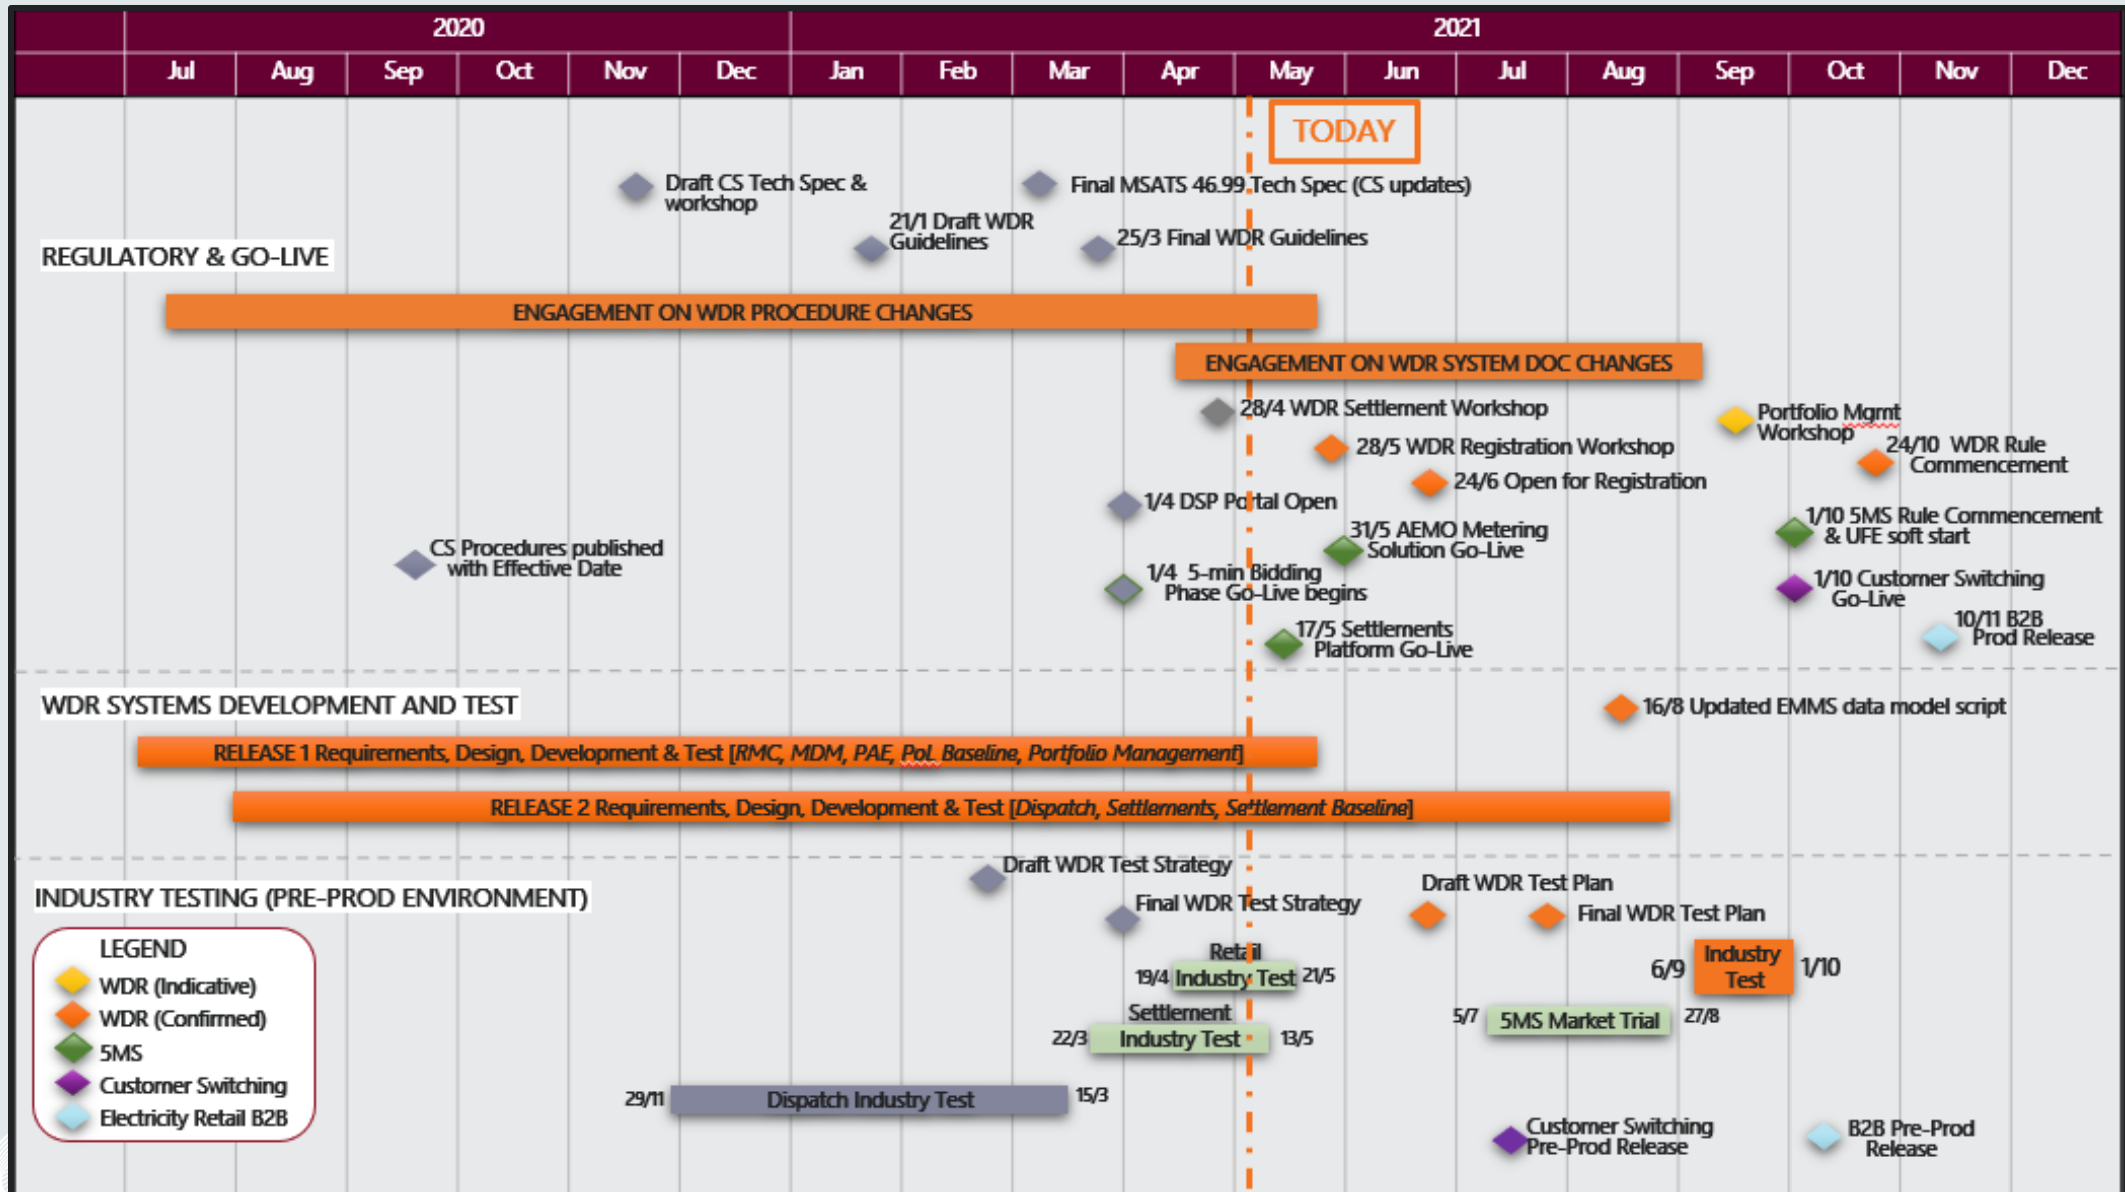 2020
2021
Jul Aug Sep Oct Nov Dec Jan Feb Mar Apr May Jun Jul Aug Sep Oct Nov Dec
TODAY
Draft CS Tech Spec &
workshop
Final MSATS 46.99 Tech Spec (CS updates)
21/1 Draft WDR
Guidelines
25/3 Final WDR Guidelines
REGULATORY & GO-LIVE
ENGAGEMENT ON WDR PROCEDURE CHANGES
ENGAGEMENT ON WDR SYSTEM DOC CHANGES
28/4 WDR Settlement Workshop
Portfolio Mgmt
Workshop
28/5 WDR Registration Workshop
24/10 WDR Rule
Commencement
24/6 Open for Registration
1/4 DSP Portal Open
31/5 AEMO Metering
Solution Go-Live
1/10 5MS Rule Commencement
& UFE soft start
CS Procedures published
with Effective Date
1/4 5-min Bidding
Phase Go-Live begins
1/10 Customer Switching
Go-Live
17/5 Settlements
Platform Go-Live
10/11 B2B
Prod Release
WDR SYSTEMS DEVELOPMENT AND TEST
16/8 Updated EMMS data model script
RELEASE 1 Requirements, Design, Development & Test [RMC, MDM, PAE, PoL Baseline, Portfolio Management]
RELEASE 2 Requirements, Design, Development & Test [Dispatch, Settlements, Settlement Baseline]
INDUSTRY TESTING (PRE-PROD ENVIRONMENT)
Draft WDR Test Strategy
Final WDR Test Strategy
Draft WDR Test Plan
Final WDR Test Plan
Retail
19/4 Industry Test 21/5
6/9 Industry
Test 1/10
Settlement
22/3 Industry Test 13/5
5/7 5MS Market Trial 27/8
29/11 Dispatch Industry Test 15/3
Customer Switching
Pre-Prod Release
B2B Pre-Prod
Release
LEGEND
WDR (Indicative)
WDR (Confirmed)
5MS
Customer Switching
Electricity Retail B2B